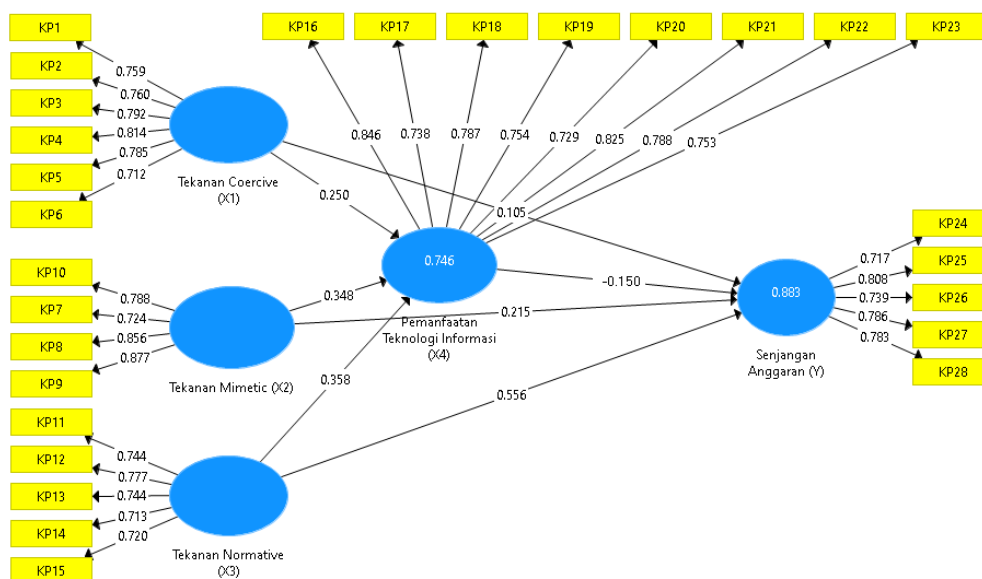 KP1
KP2
KP3
KP4
KP5
KP6
0.759
0.760
0.792
0.814
0.785
0.712
Tekanan Coercive
(X1)
KP16
KP17
KP18
KP19
KP20
KP21
KP22
KP23
0.846
0.738
0.787
0.754
0.729
0.825
0.788
0.753
0.250
0.105
0.746
Pemanfaatan
Teknologi Informasi
(X4)
-0.150
KP10
KP7
KP8
KP9
0.788
0.724
0.856
0.877
Tekanan Mimetic (X2)
0.348
0.215
0.358
0.556
KP11
KP12
KP13
KP14
KP15
0.744
0.777
0.744
0.713
0.720
Tekanan Normative
(X3)
0.883
Senjangan
Anggaran (Y)
0.717
0.808
0.739
0.786
0.783
KP24
KP25
KP26
KP27
KP28